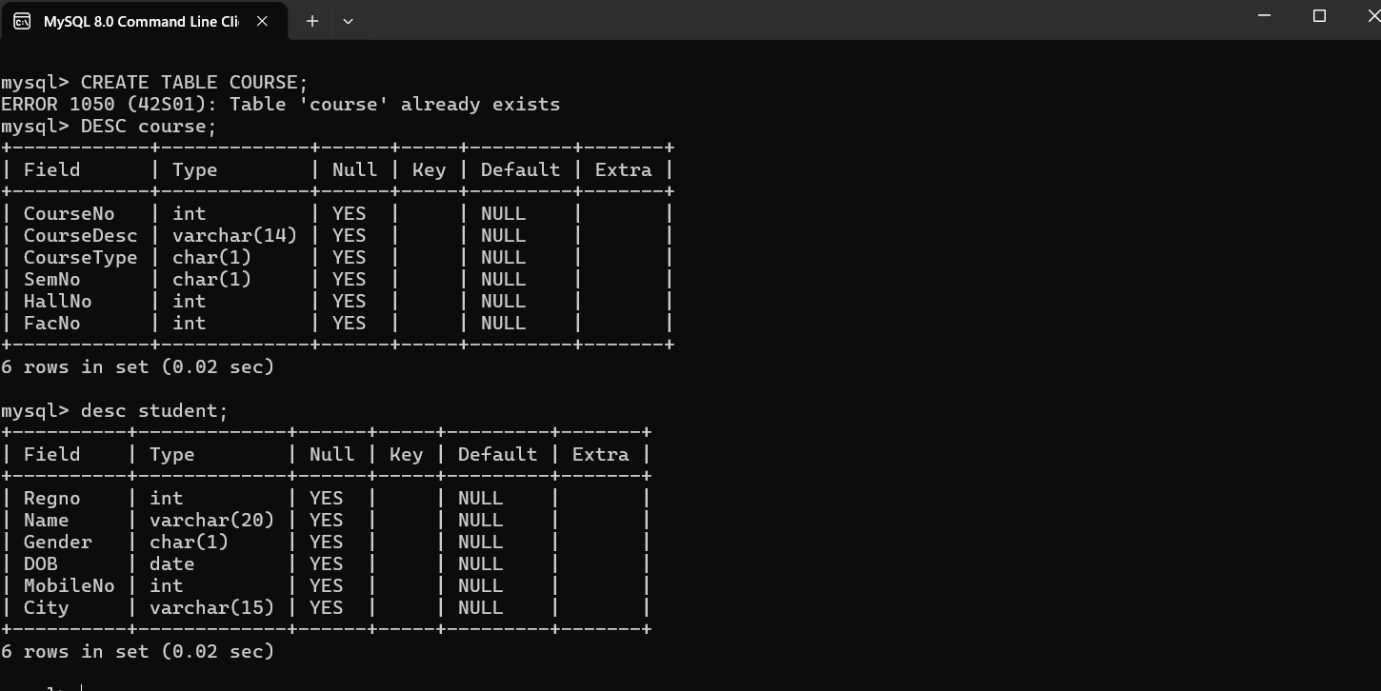 MySQL 8.0 Command Line Cli
mysql> CREATE TABLE COURSE;
ERROR 1050 (42S01): Table 'course' already exists
mysql> DESC course;
+------------+-------------+------+-----+---------+-------+
| Field      | Type        | Null | Key | Default | Extra |
+------------+-------------+------+-----+---------+-------+
| CourseNo   | int         | YES  |     | NULL    |       |
| CourseDesc | varchar(14) | YES  |     | NULL    |       |
| CourseType | char(1)     | YES  |     | NULL    |       |
| SemNo      | char(1)     | YES  |     | NULL    |       |
| HallNo     | int         | YES  |     | NULL    |       |
| FacNo      | int         | YES  |     | NULL    |       |
+------------+-------------+------+-----+---------+-------+
6 rows in set (0.02 sec)
mysql> desc student;
+----------+-------------+------+-----+---------+-------+
| Field    | Type        | Null | Key | Default | Extra |
+----------+-------------+------+-----+---------+-------+
| Regno    | int         | YES  |     | NULL    |       |
| Name     | varchar(20) | YES  |     | NULL    |       |
| Gender   | char(1)     | YES  |     | NULL    |       |
| DOB      | date        | YES  |     | NULL    |       |
| MobileNo | int         | YES  |     | NULL    |       |
| City     | varchar(15) | YES  |     | NULL    |       |
+----------+-------------+------+-----+---------+-------+
6 rows in set (0.02 sec)